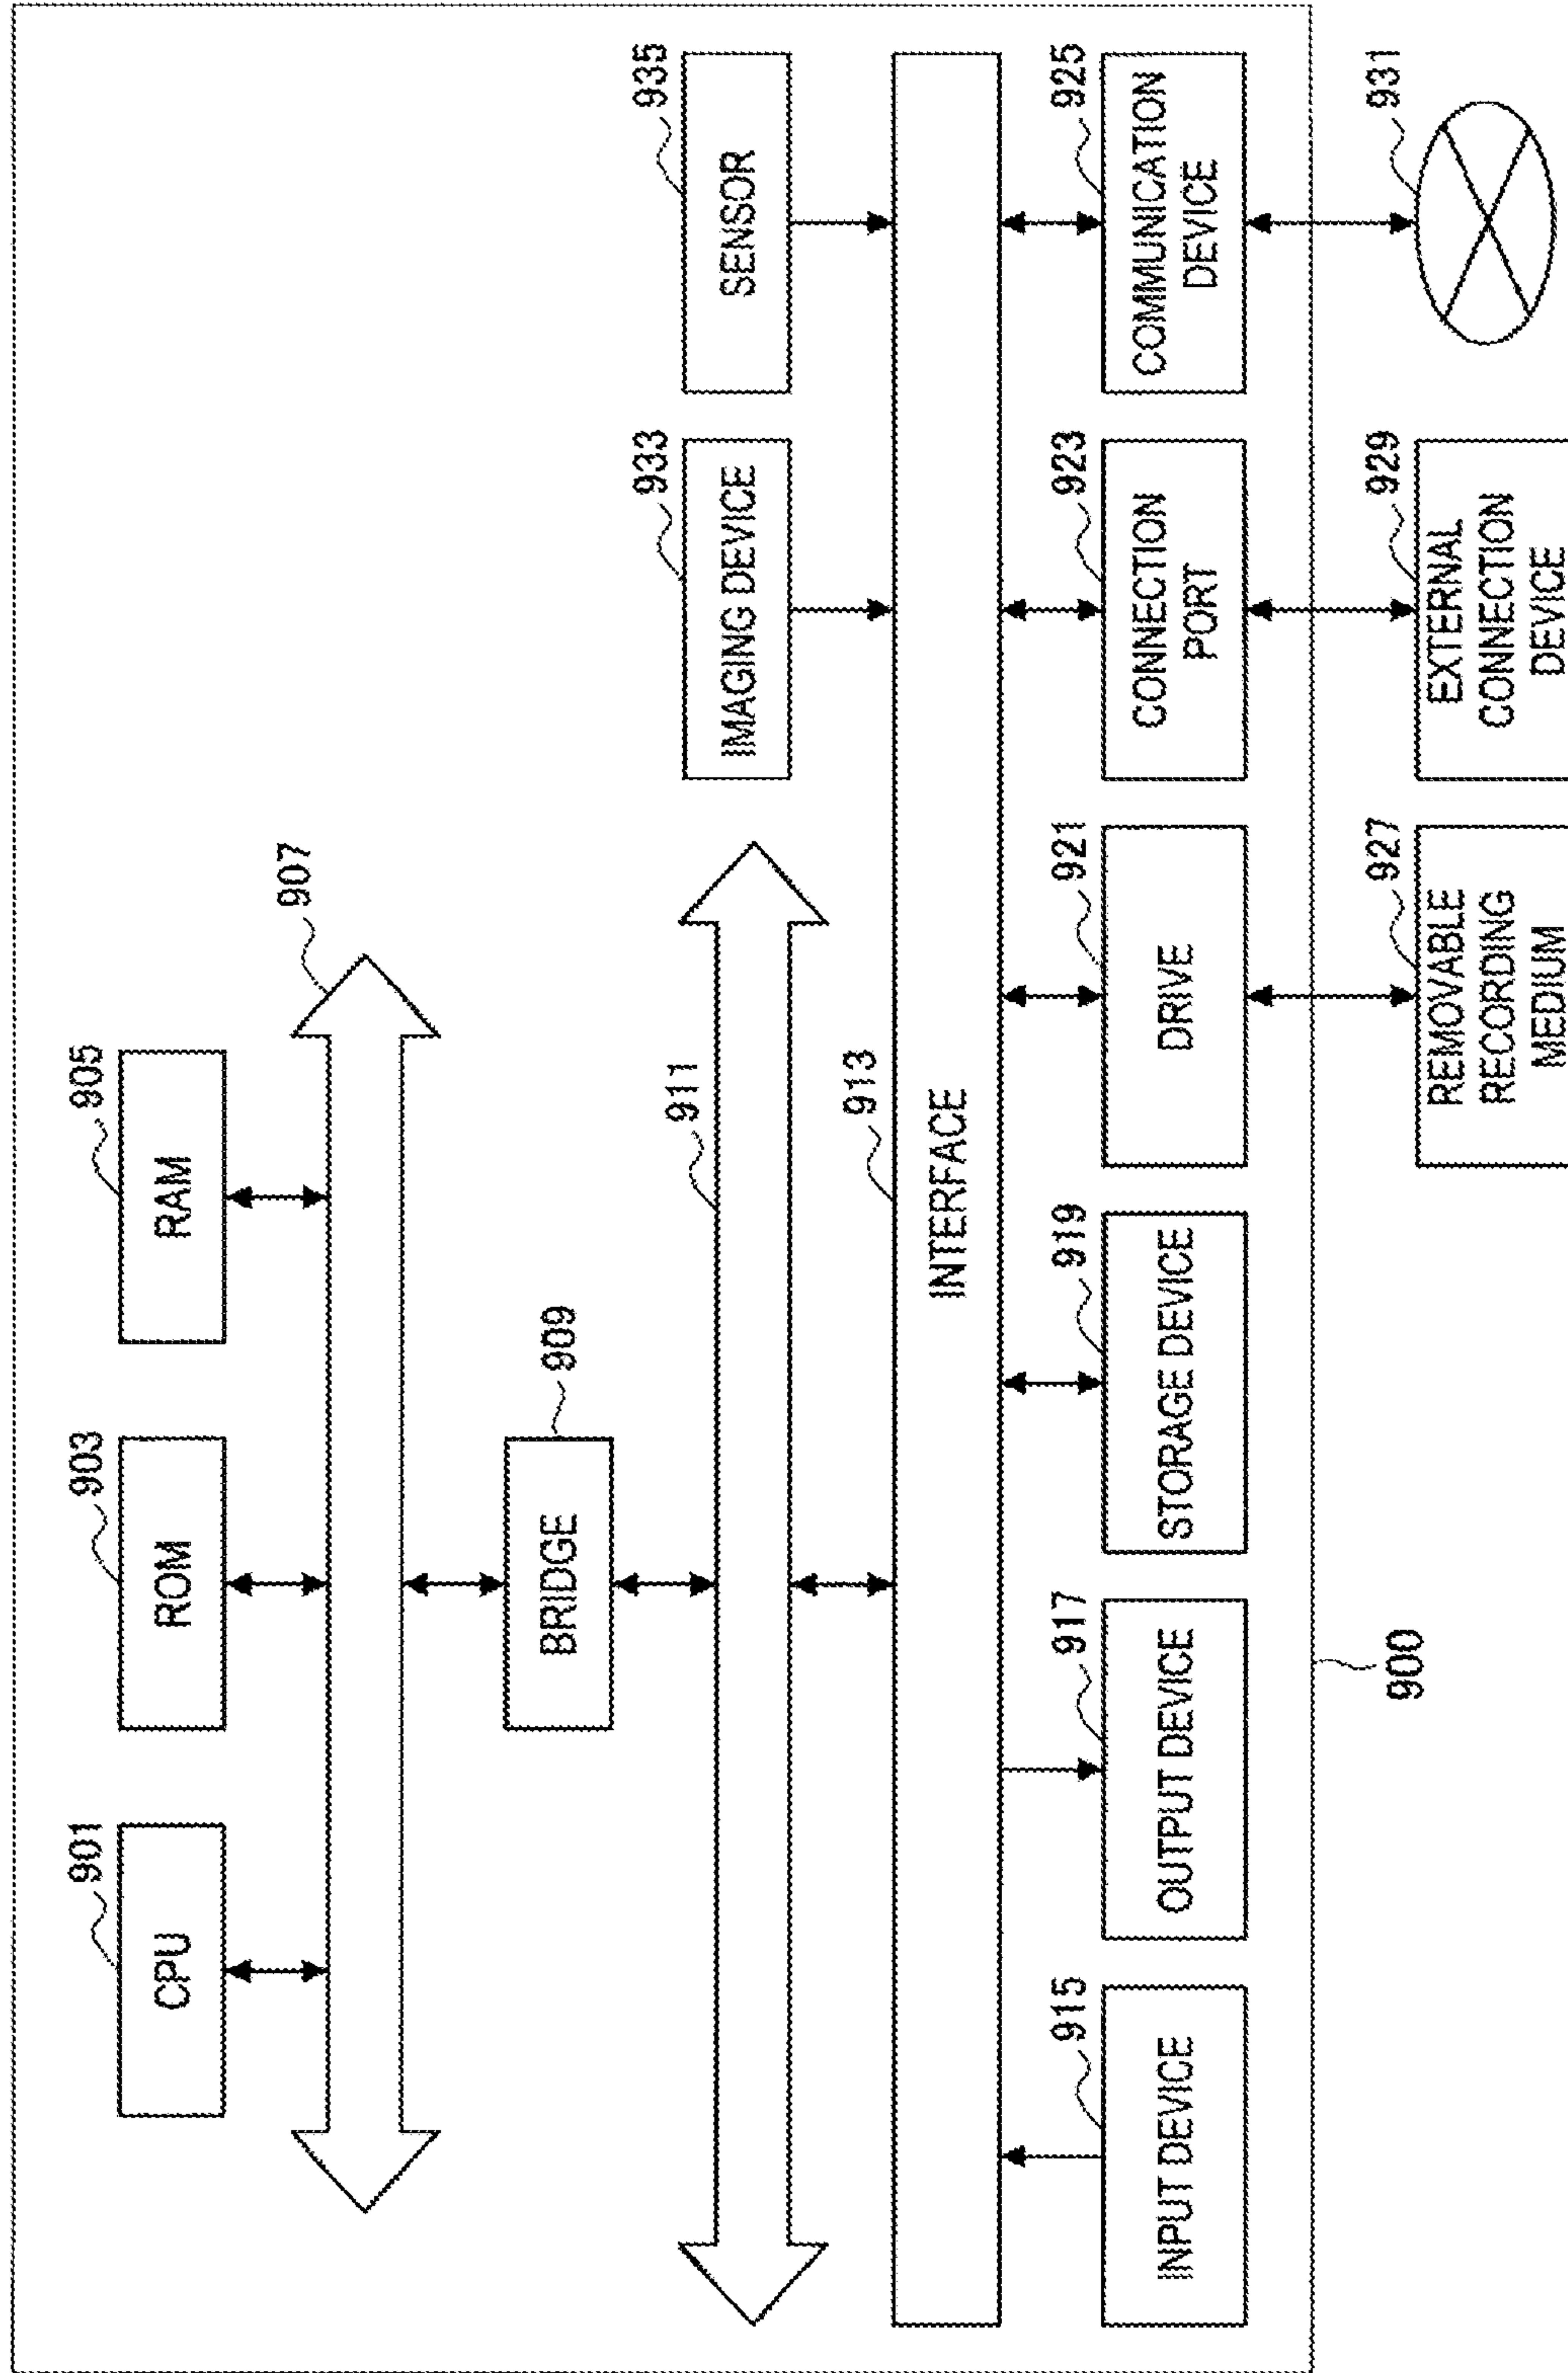 901
903
905
CPU
ROM
RAM
907
909
BRIDGE
933
935
IMAGING DEVICE
SENSOR
911
913
INTERFACE
915
917
919
921
923
925
INPUT DEVICE
OUTPUT DEVICE
STORAGE DEVICE
DRIVE
CONNECTION
PORT
COMMUNICATION
DEVICE
900
927
929
931
REMOVABLE
RECORDING
MEDIUM
EXTERNAL
CONNECTION
DEVICE